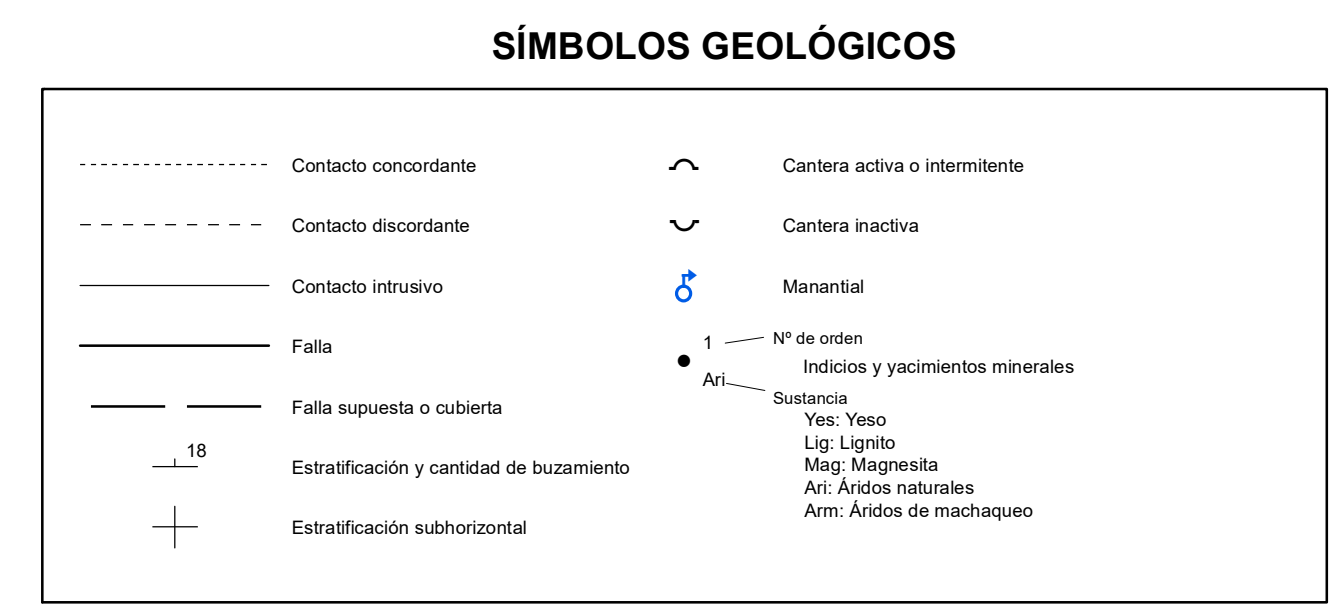 SÍMBOLOS GEOLÓGICOS
Contacto concordante
Contacto discordante
Contacto intrusivo
Falla
Falla supuesta o cubierta
18
Estratificación y cantidad de buzamiento
Estratificación subhorizontal
Cantera activa o intermitente
Cantera inactiva
Manantial
1
Nº de orden
Indicios y yacimientos minerales
Ari
Sustancia
Yes: Yeso
Lig: Lignito
Mag: Magnesita
Ari: Áridos naturales
Arm: Áridos de machaqueo